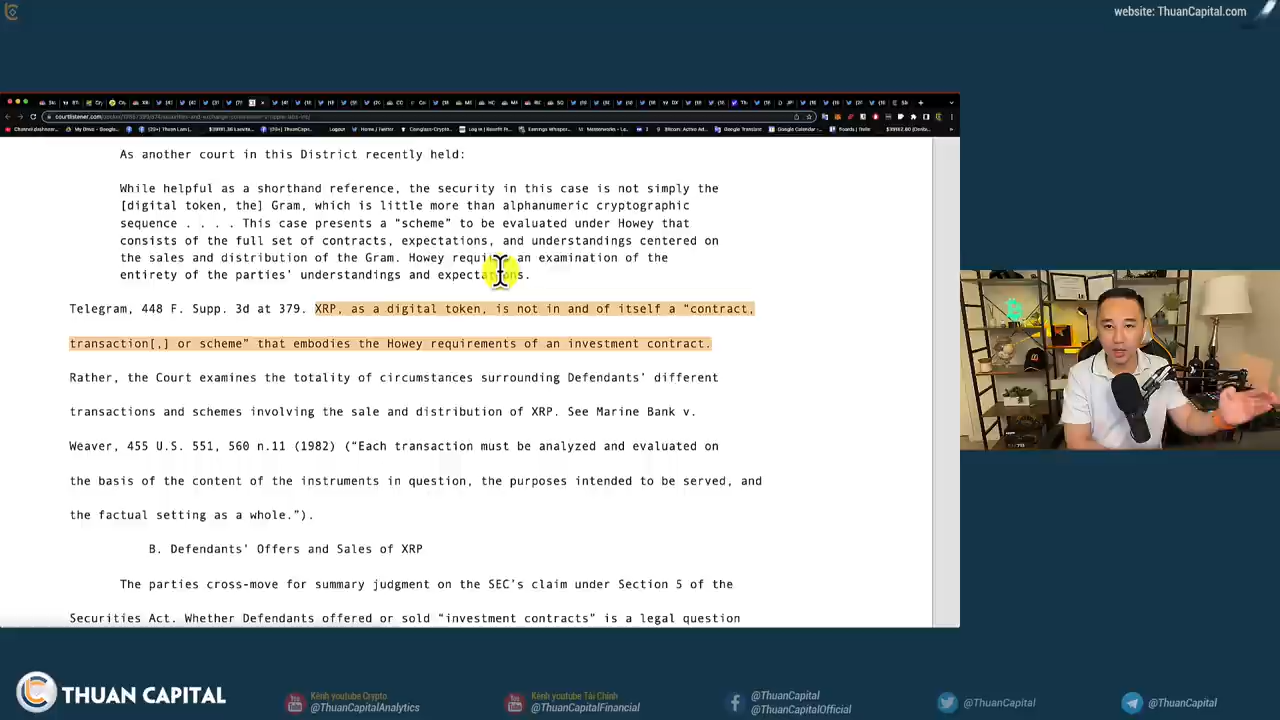 website: ThuanCapital.com
As another court in this District recently held:
While helpful as a shorthand reference, the security in this case is not simply the
[digital token, the] Gram, which is little more than alphanumeric cryptographic
sequence . . . . This case presents a “scheme” to be evaluated under Howey that
consists of the full set of contracts, expectations, and understandings centered on
the sales and distribution of the Gram. Howey requires an examination of the
entirety of the parties’ understandings and expectations.
Telegram, 448 F. Supp. 3d at 379. XRP, as a digital token, is not in and of itself a “contract,
transaction[,] or scheme” that embodies the Howey requirements of an investment contract.
Rather, the Court examines the totality of circumstances surrounding Defendants’ different
transactions and schemes involving the sale and distribution of XRP. See Marine Bank v.
Weaver, 455 U.S. 551, 560 n.11 (1982) (“Each transaction must be analyzed and evaluated on
the basis of the content of the instruments in question, the purposes intended to be served, and
the factual setting as a whole.”).
B. Defendants’ Offers and Sales of XRP
The parties cross-move for summary judgment on the SEC’s claim under Section 5 of the
Securities Act. Whether Defendants offered or sold “investment contracts” is a legal question
THUAN CAPITAL
Kênh youtube Crypto
@ThuanCapitalAnalytics
Kênh youtube Tài Chính
@ThuanCapitalFinancial
@ThuanCapital
@ThuanCapitalOfficial
@ThuanCapital
@ThuanCapital